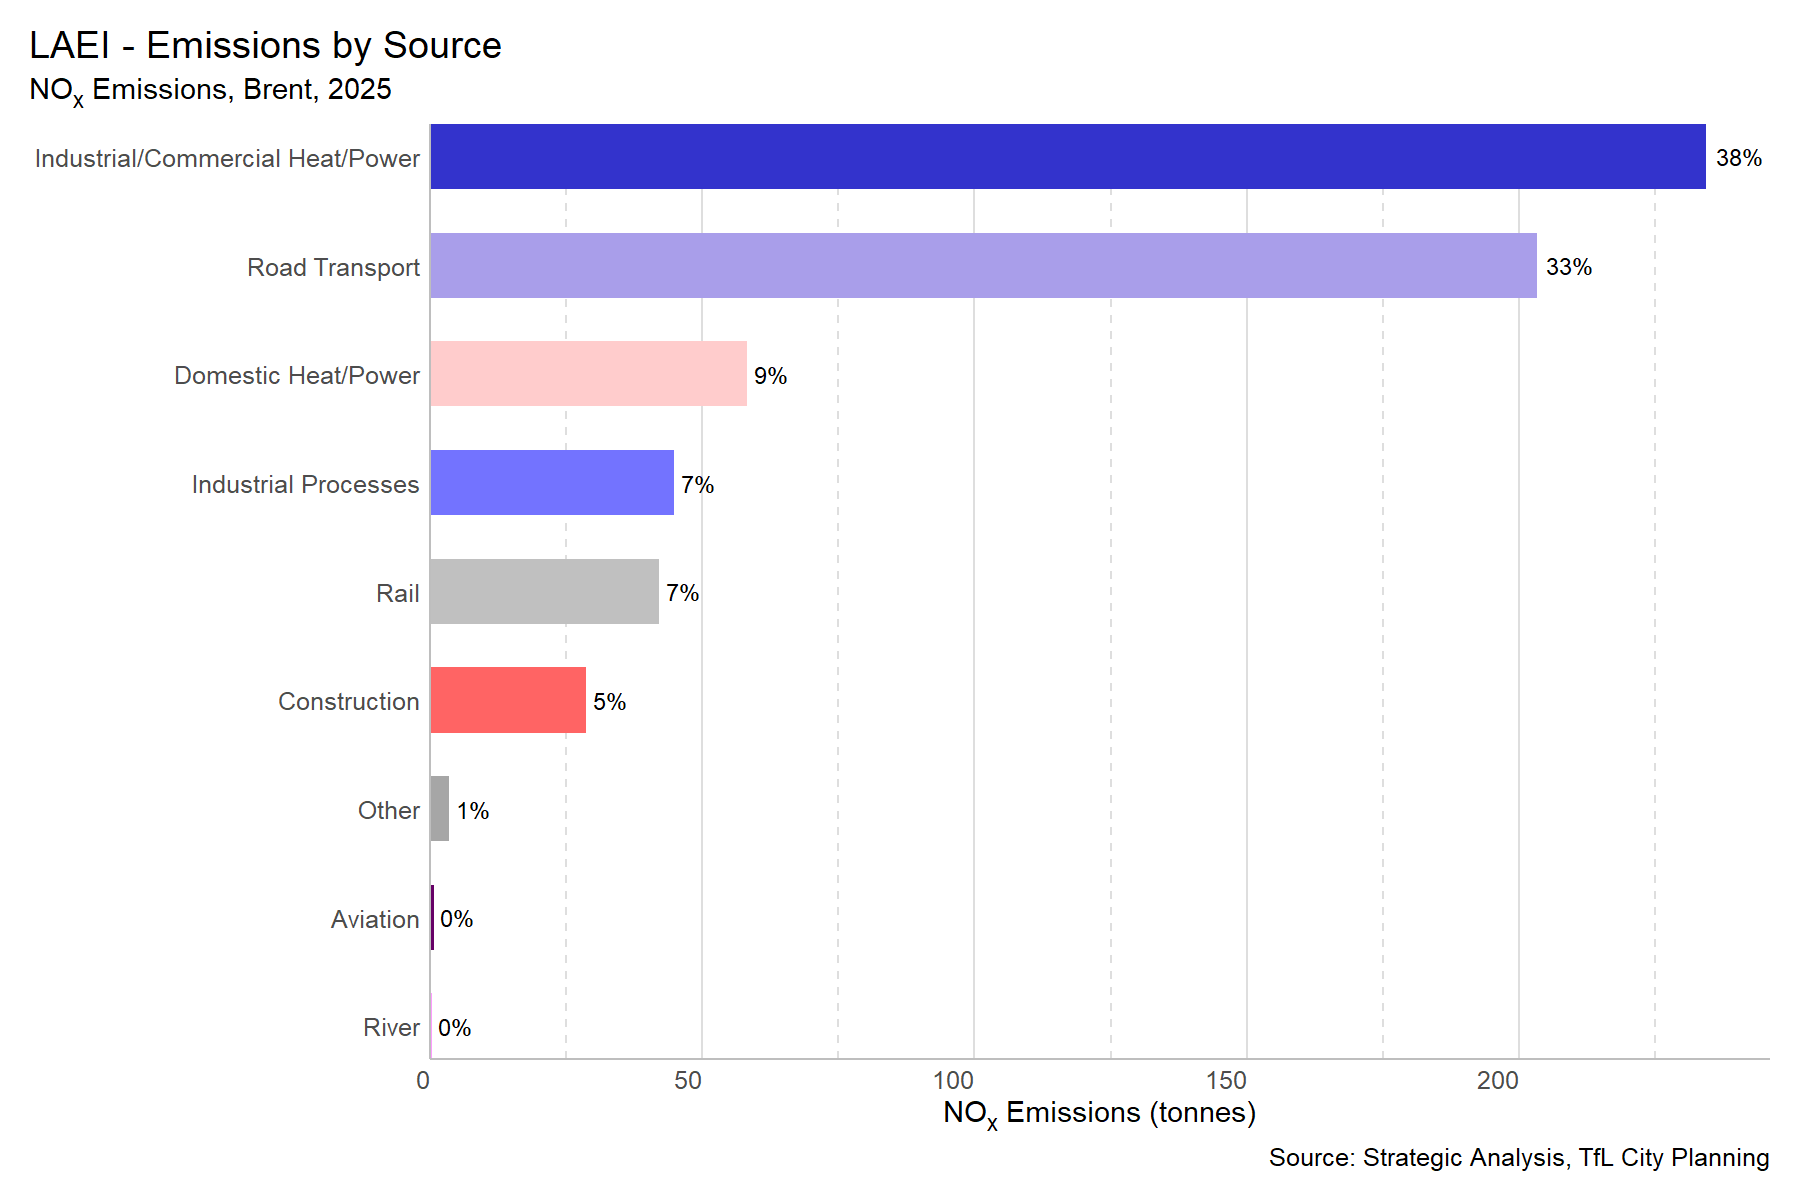 LAEI - Emissions by Source
NOx Emissions, Brent, 2025
Industrial/Commercial Heat/Power 38%
Road Transport 33%
Domestic Heat/Power 9%
Industrial Processes 7%
Rail 7%
Construction 5%
Other 1%
Aviation 0%
River 0%
0 50 100 150 200
NOx Emissions (tonnes)
Source: Strategic Analysis, TfL City Planning